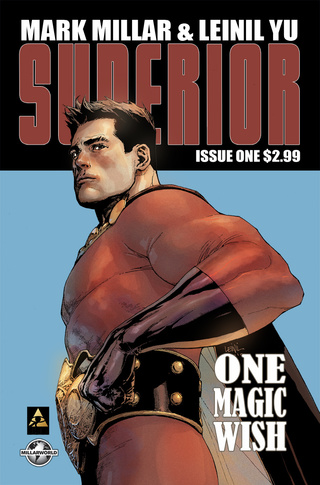 MARK MILLAR & LEINIL YU
SUPERIOR
ISSUE ONE $2.99
ONE
MAGIC
WISH
MILLARWORLD